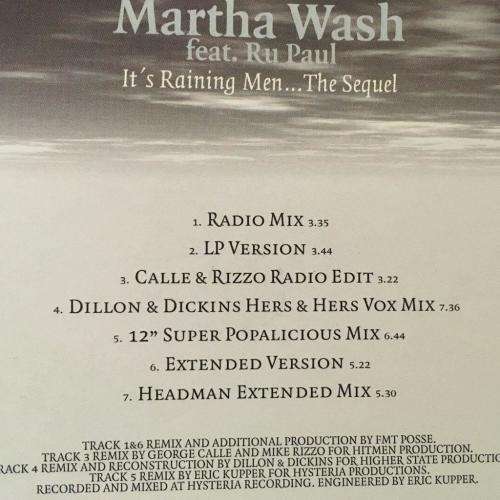 Martha Wash
feat. Ru Paul
It´s Raining Men...The Sequel
1. RADIO MIX 3.35
2. LP VERSION 3.44
3. CALLE & RIZZO RADIO EDIT 3.22
4. DILLON & DICKINS HERS & HERS VOX MIX 7.36
5. 12” SUPER POPALICIOUS MIX 6.44
6. EXTENDED VERSION 5.22
7. HEADMAN EXTENDED MIX 5.30
TRACK 1&6 REMIX AND ADDITIONAL PRODUCTION BY FMT POSSE.
TRACK 3 REMIX BY GEORGE CALLE AND MIKE RIZZO FOR HITMEN PRODUCTION.
RACK 4 REMIX AND RECONSTRUCTION BY DILLON & DICKINS FOR HIGHER STATE PRODUCTIO
TRACK 5 REMIX BY ERIC KUPPER FOR HYSTERIA PRODUCTIONS.
RECORDED AND MIXED AT HYSTERIA RECORDING. ENGINEERED BY ERIC KUPPER.